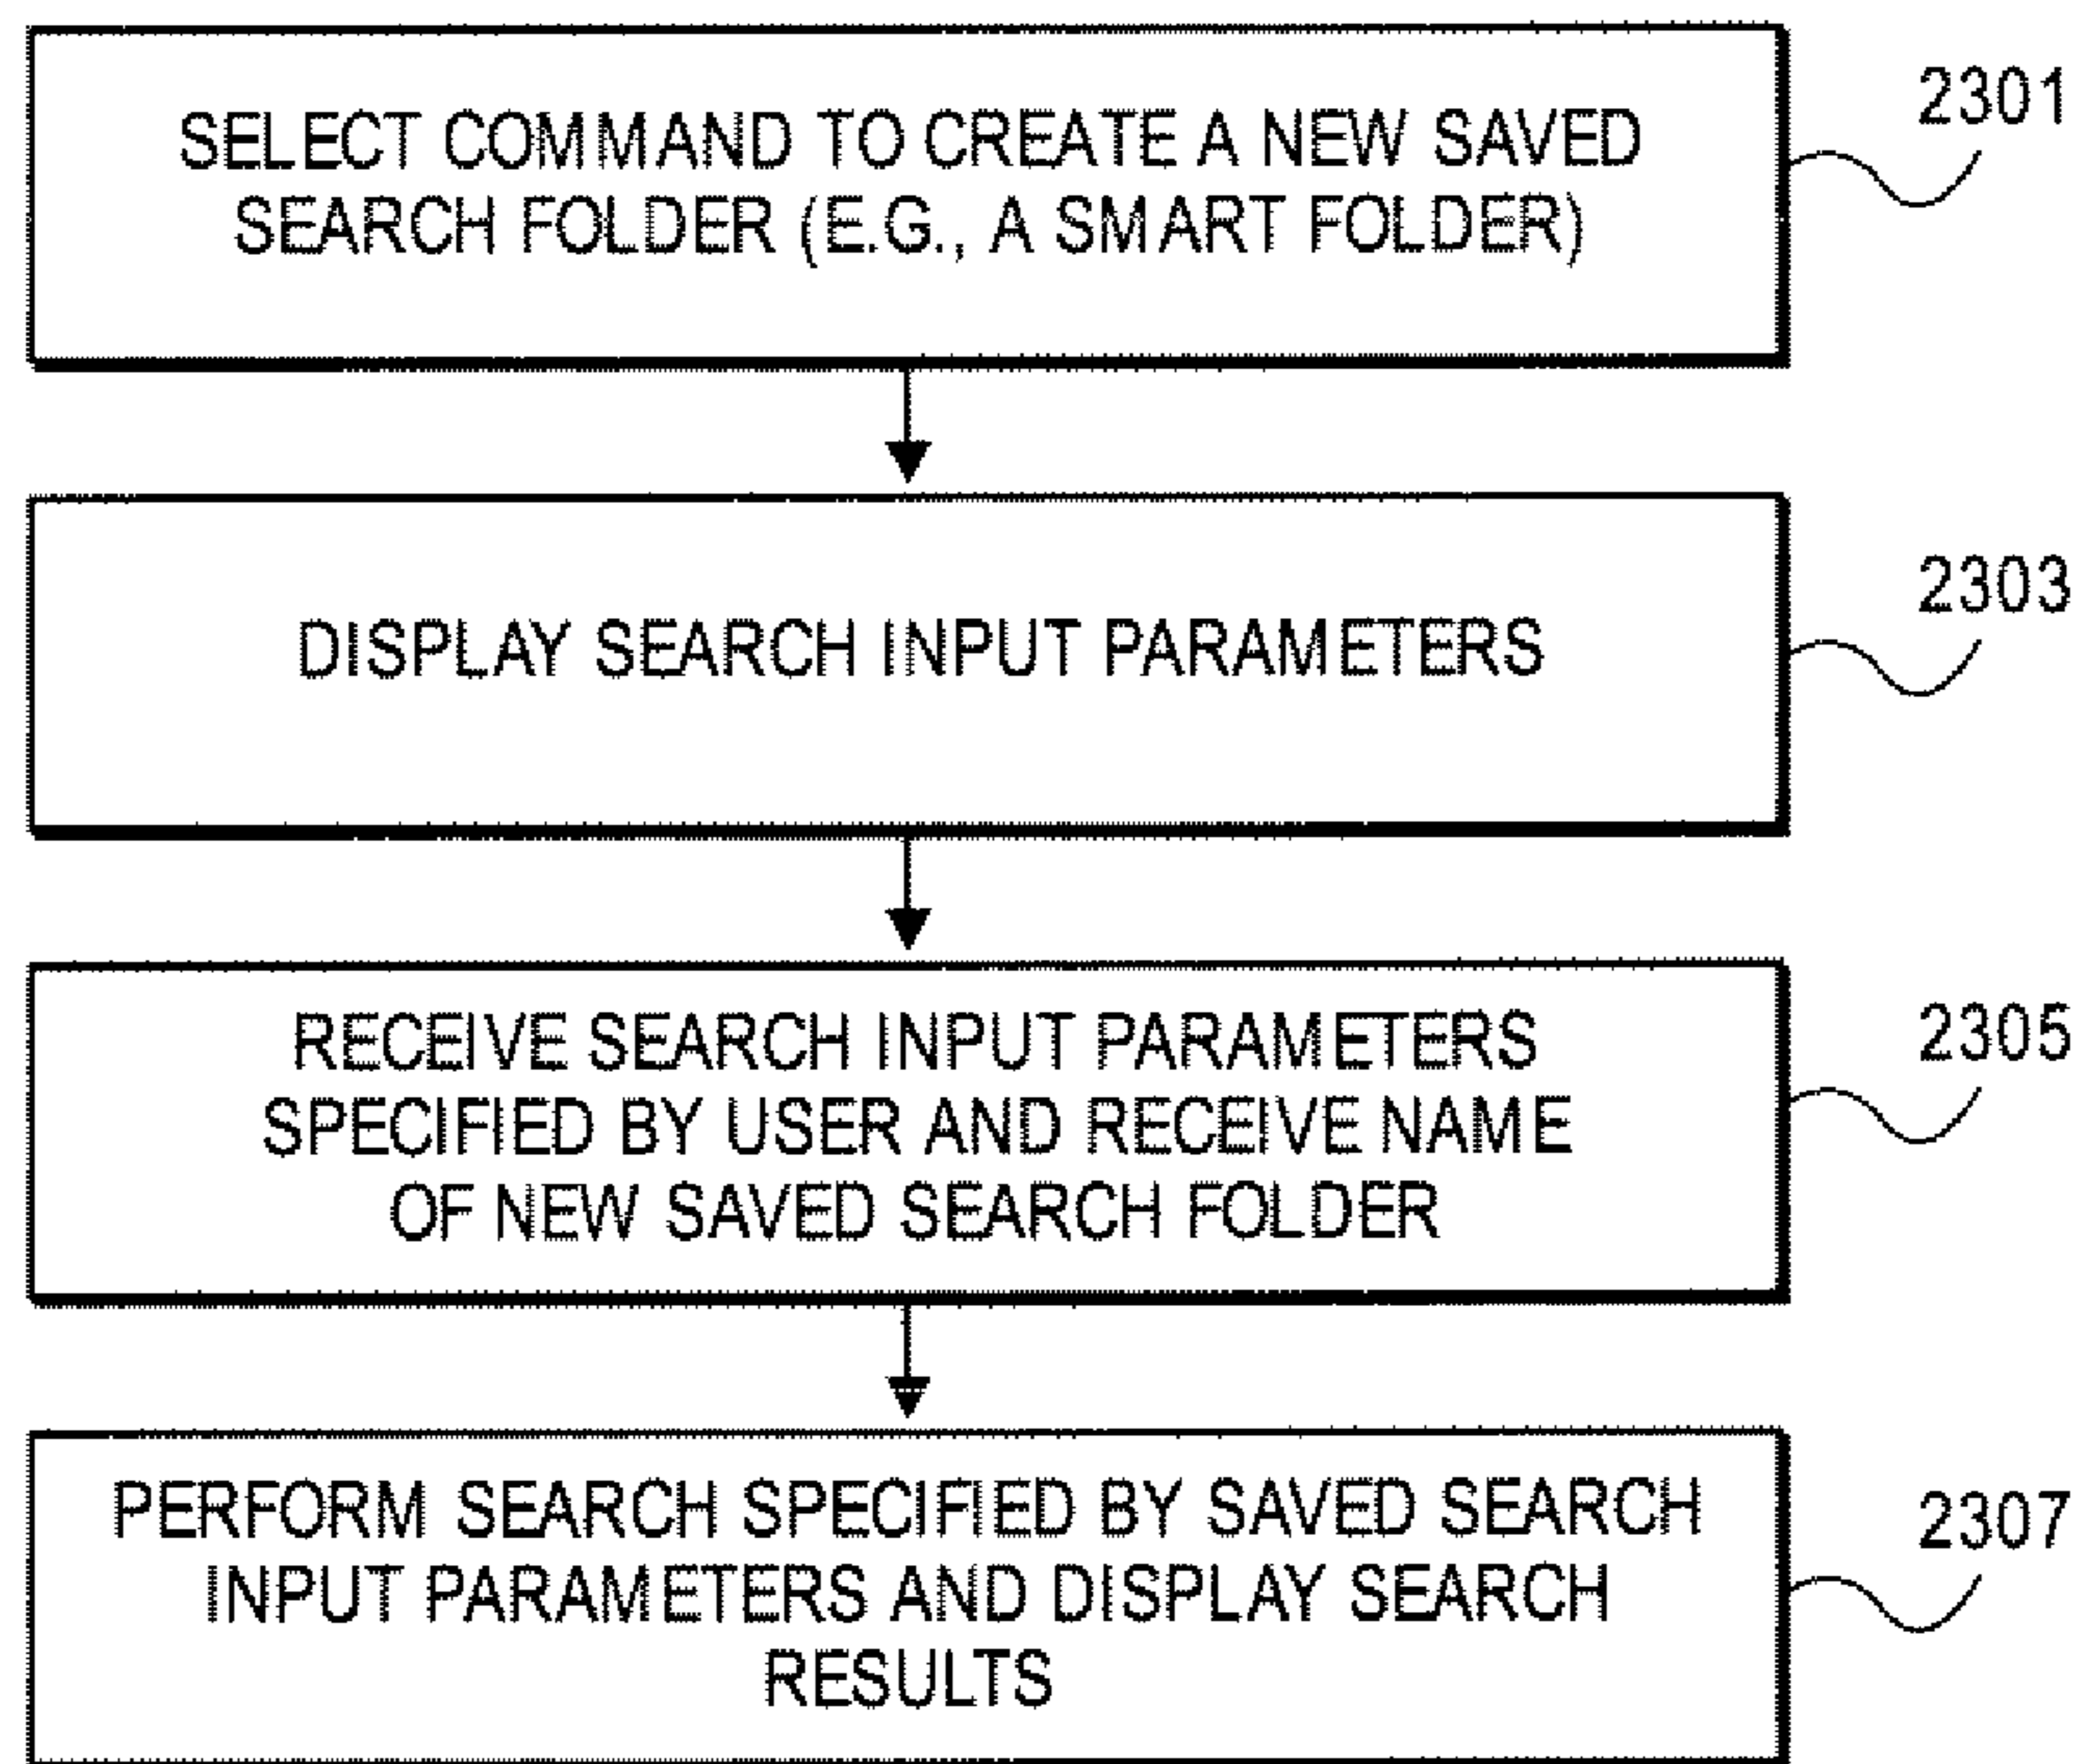 SELECT COMMAND TO CREATE A NEW SAVED
SEARCH FOLDER (E.G., A SMART FOLDER)
2301
DISPLAY SEARCH INPUT PARAMETERS
2303
RECEIVE SEARCH INPUT PARAMETERS
SPECIFIED BY USER AND RECEIVE NAME
OF NEW SAVED SEARCH FOLDER
2305
PERFORM SEARCH SPECIFIED BY SAVED SEARCH
INPUT PARAMETERS AND DISPLAY SEARCH
RESULTS
2307